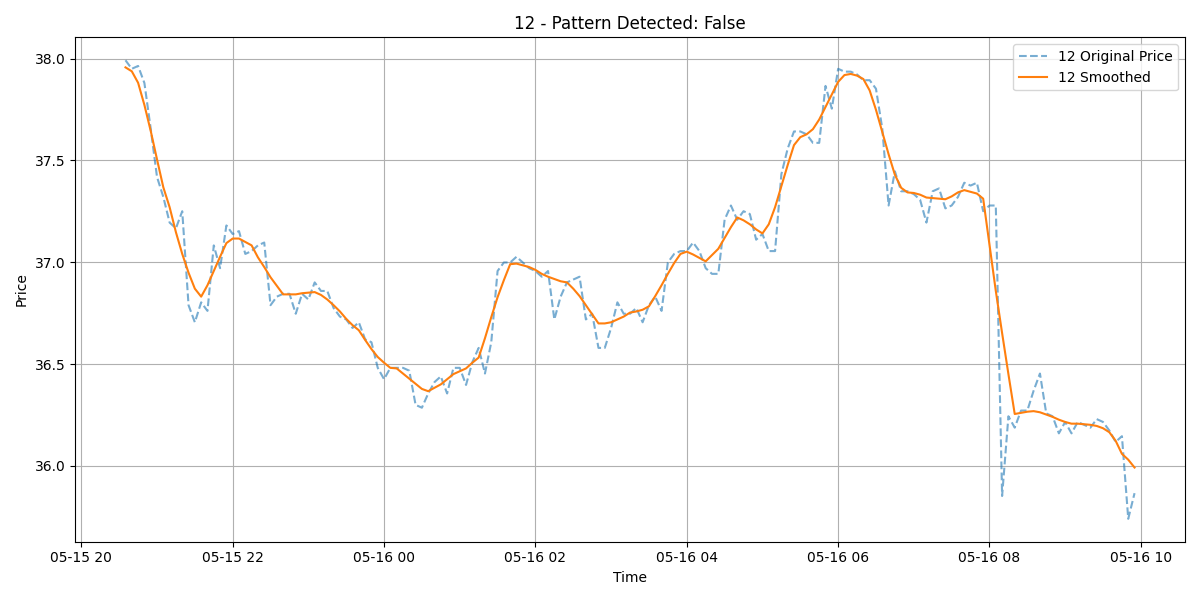 12 - Pattern Detected: False
12 Original Price
12 Smoothed
Price
38.0
37.5
37.0
36.5
36.0
05-15 20 05-15 22 05-16 00 05-16 02 05-16 04 05-16 06 05-16 08 05-16 10
Time